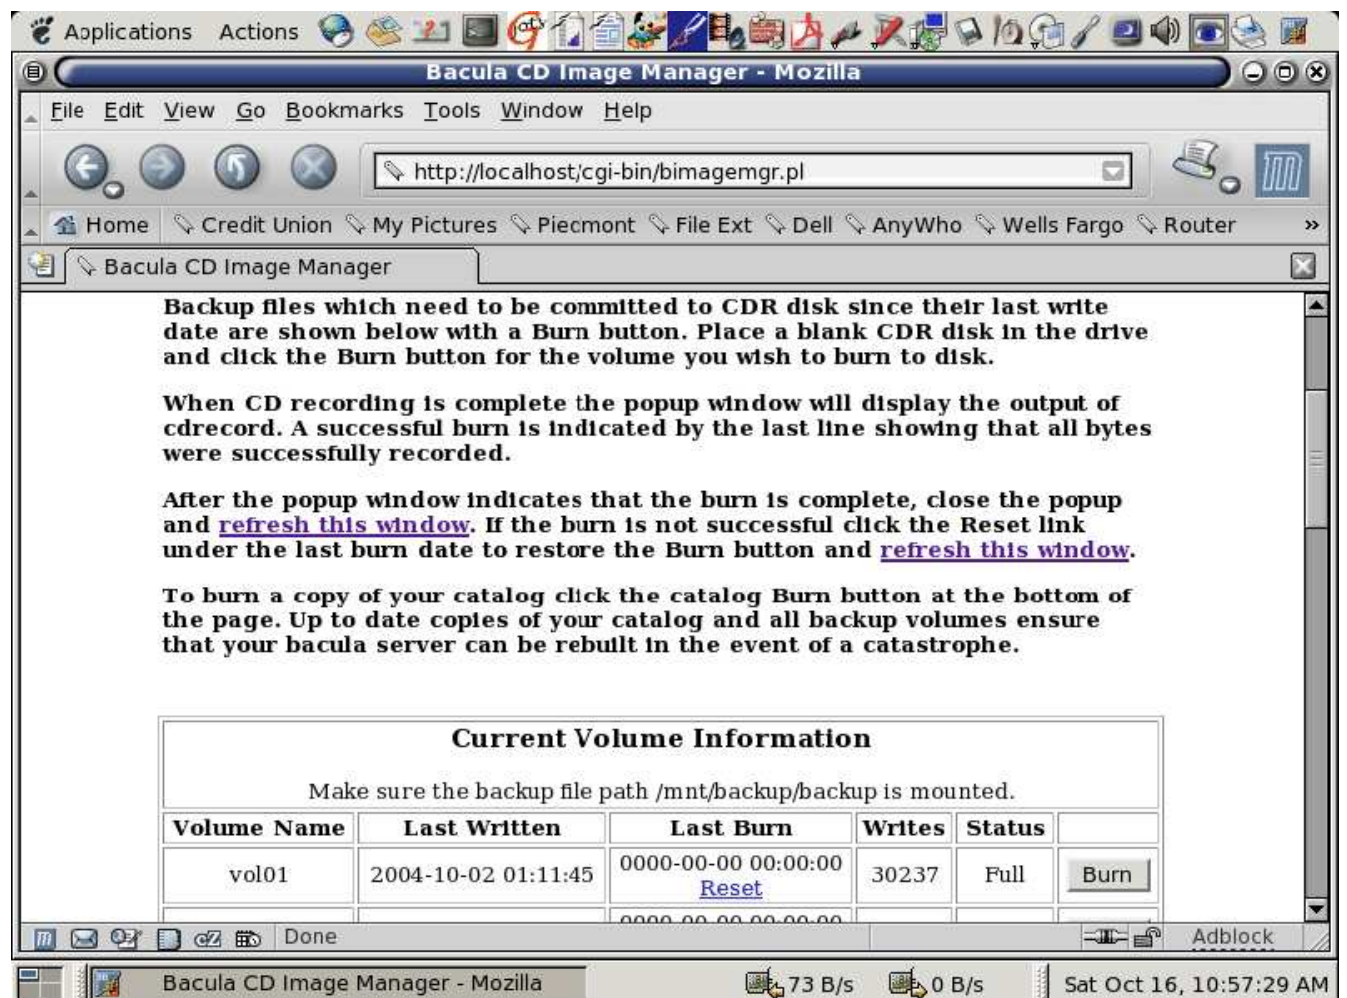 Applications Actions
Bacula CD Image Manager - Mozilla
File Edit View Go Bookmarks Tools Window Help
http://localhost/cgi-bin/bimagemgr.pl
Home Credit Union My Pictures Piecmont File Ext Dell AnyWho Wells Fargo Router »
Bacula CD Image Manager
Backup files which need to be committed to CDR disk since their last write
date are shown below with a Burn button. Place a blank CDR disk in the drive
and click the Burn button for the volume you wish to burn to disk.
When CD recording is complete the popup window will display the output of
cdrecord. A successful burn is indicated by the last line showing that all bytes
were successfully recorded.
After the popup window indicates that the burn is complete, close the popup
and refresh this window. If the burn is not successful click the Reset link
under the last burn date to restore the Burn button and refresh this window.
To burn a copy of your catalog click the catalog Burn button at the bottom of
the page. Up to date copies of your catalog and all backup volumes ensure
that your bacula server can be rebuilt in the event of a catastrophe.
Current Volume Information
Make sure the backup file path /mnt/backup/backup is mounted.
Volume Name Last Written Last Burn Writes Status
vol01 2004-10-02 01:11:45 0000-00-00 00:00:00 30237 Full Burn
Reset
0000-00-00 00:00:00
Done Adblock
Bacula CD Image Manager - Mozilla 73 B/s 0 B/s Sat Oct 16, 10:57:29 AM